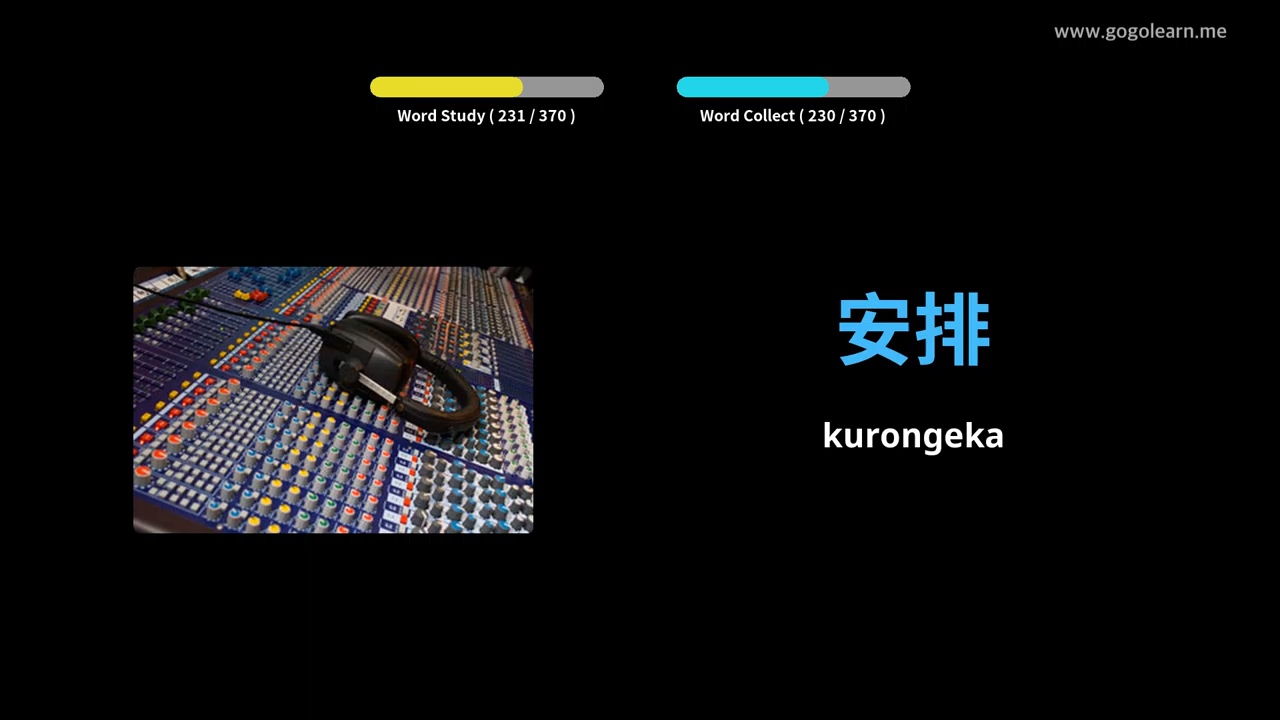 www.gogolearn.me
Word Study ( 231 / 370 )
Word Collect ( 230 / 370 )
安排
kurongeka